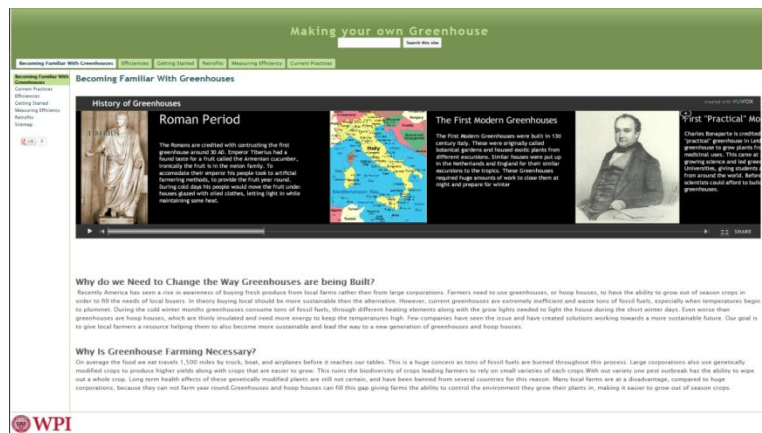 Making your own Greenhouse
Search this site
Becoming Familiar With Greenhouses
Efficiencies
Getting Started
Retrofits
Measuring Efficiency
Current Practices
Becoming Familiar With
Greenhouses
Current Practices
Efficiencies
Getting Started
Measuring Efficiency
Retrofits
Sitemap
Becoming Familiar With Greenhouses
History of Greenhouses
created with VUVOX
Roman Period
The Romans are credited with contrusting the first
greenhouse around 30 AD. Emperor Tiberius had a
found taste for a fruit called the Armenian cucumber,
ironically the fruit is in the melon family. To
accomodate their emperor his people took to artificial
farmering methods, to provide the fruit year round.
During cold days his people would move the fruit under-
houses glazed with oiled clothes, letting in light while
maintaining some heat.
Italy
The First Modern Greenhouses
The First Modern Greenhouses were built in 13th
century Italy. These were originally called
botanical gardens and housed exotic plants from
different excursions. Similar houses were put up
in the Netherlands and England for their similar
excursions to the tropics. These Greenhouses
required huge amounts of work to close them at
night and prepare for winter
First "Practical" Mo
Charles Bonaparte is credited
"practical" greenhouse in Leid
greenhouse to grow plants fr
medicinal uses. This came at
growing science and led gree
Universities, giving students
from around the world. Before
scientists could afford to buil
greenhouses.
SHARE
Why do we Need to Change the Way Greenhouses are being Built?
Recently America has seen a rise in awareness of buying fresh produce from local farms rather then from large corporations. Farmers need to use greenhouses, or hoop houses, to have the ability to grow out of season crops in
order to fill the needs of local buyers. In theory buying local should be more sustainable then the alternative. However, current greenhouses are extremely inefficient and waste tons of fossil fuels, especially when temperatures begin
to plummet. During the cold winter months greenhouses consume tons of fossil fuels, through different heating elements along with the grow lights needed to light the house during the short winter days. Even worse than
greenhouses are hoop houses, which are thinly insulated and need more energy to keep the temperatures high. Few companies have seen the issue and have created solutions working towards a more sustainable future. Our goal is
to give local farmers a resource helping them to also become more sustainable and lead the way to a new generation of greenhouses and hoop houses.
Why Is Greenhouse Farming Necessary?
On average the food we eat travels 1,500 miles by truck, boat, and airplanes before it reaches our tables. This is a huge concern as tons of fossil fuels are burned throughout this process. Large corporations also use genetically
modified crops to produce higher yields along with crops that are easier to grow. This ruins the biodiversity of crops leading farmers to rely on small varieties of each crops.With out variety one pest outbreak has the ability to wipe
out a whole crop. Long term health effects of these genetically modified plants are still not certain, and have been banned from several countries for this reason. Many local farms are at a disadvantage, compared to huge
corporations, because they can not farm year round.Greenhouses and hoop houses can fill this gap giving farms the ability to control the environment they grow their plants in, making it easier to grow out of season crops.
WPI